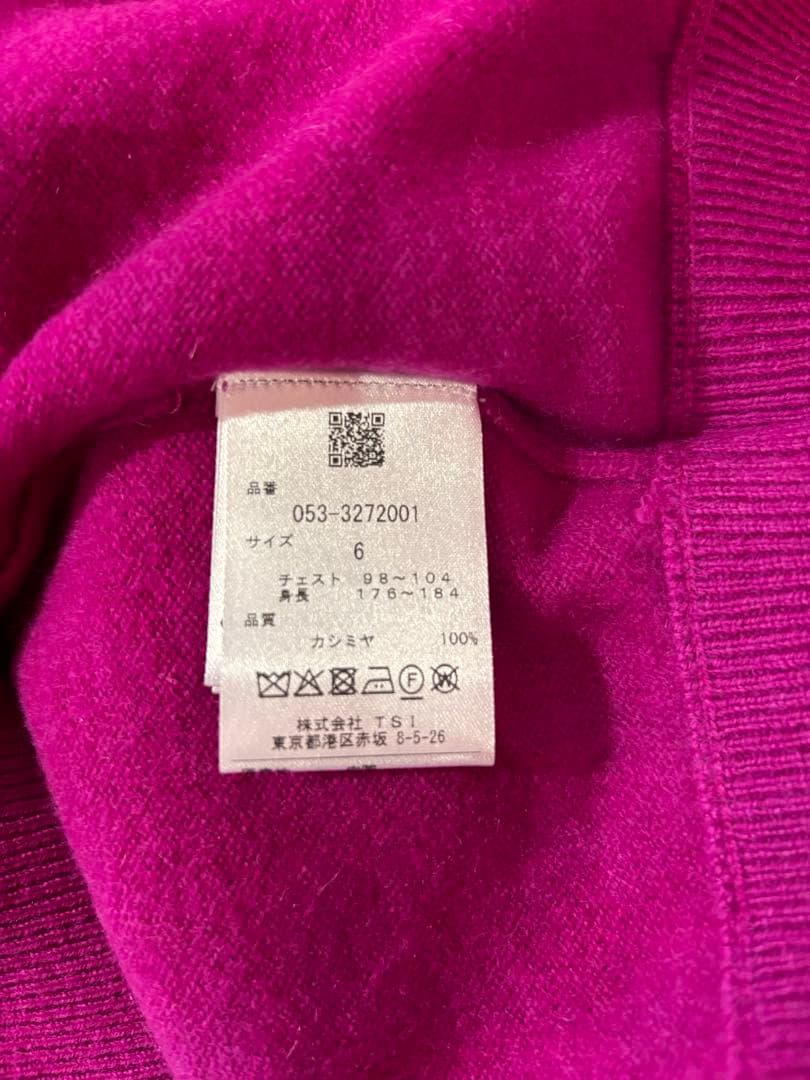 品番
053-3272001
サイズ
6
チェスト 98～104
身長 176～184
品質
カシミヤ 100%
F W
株式会社 TSI
東京都港区赤坂 8-5-26